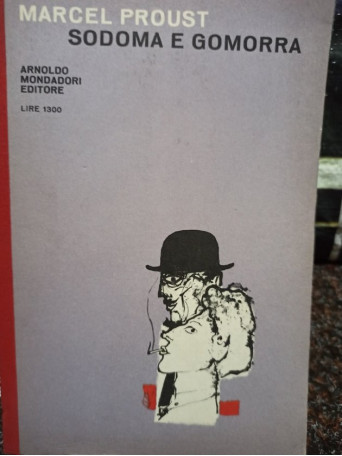 MARCEL PROUST
SODOMA E GOMORRA
ARNOLDO
MONDADORI
EDITORE
LIRE 1300